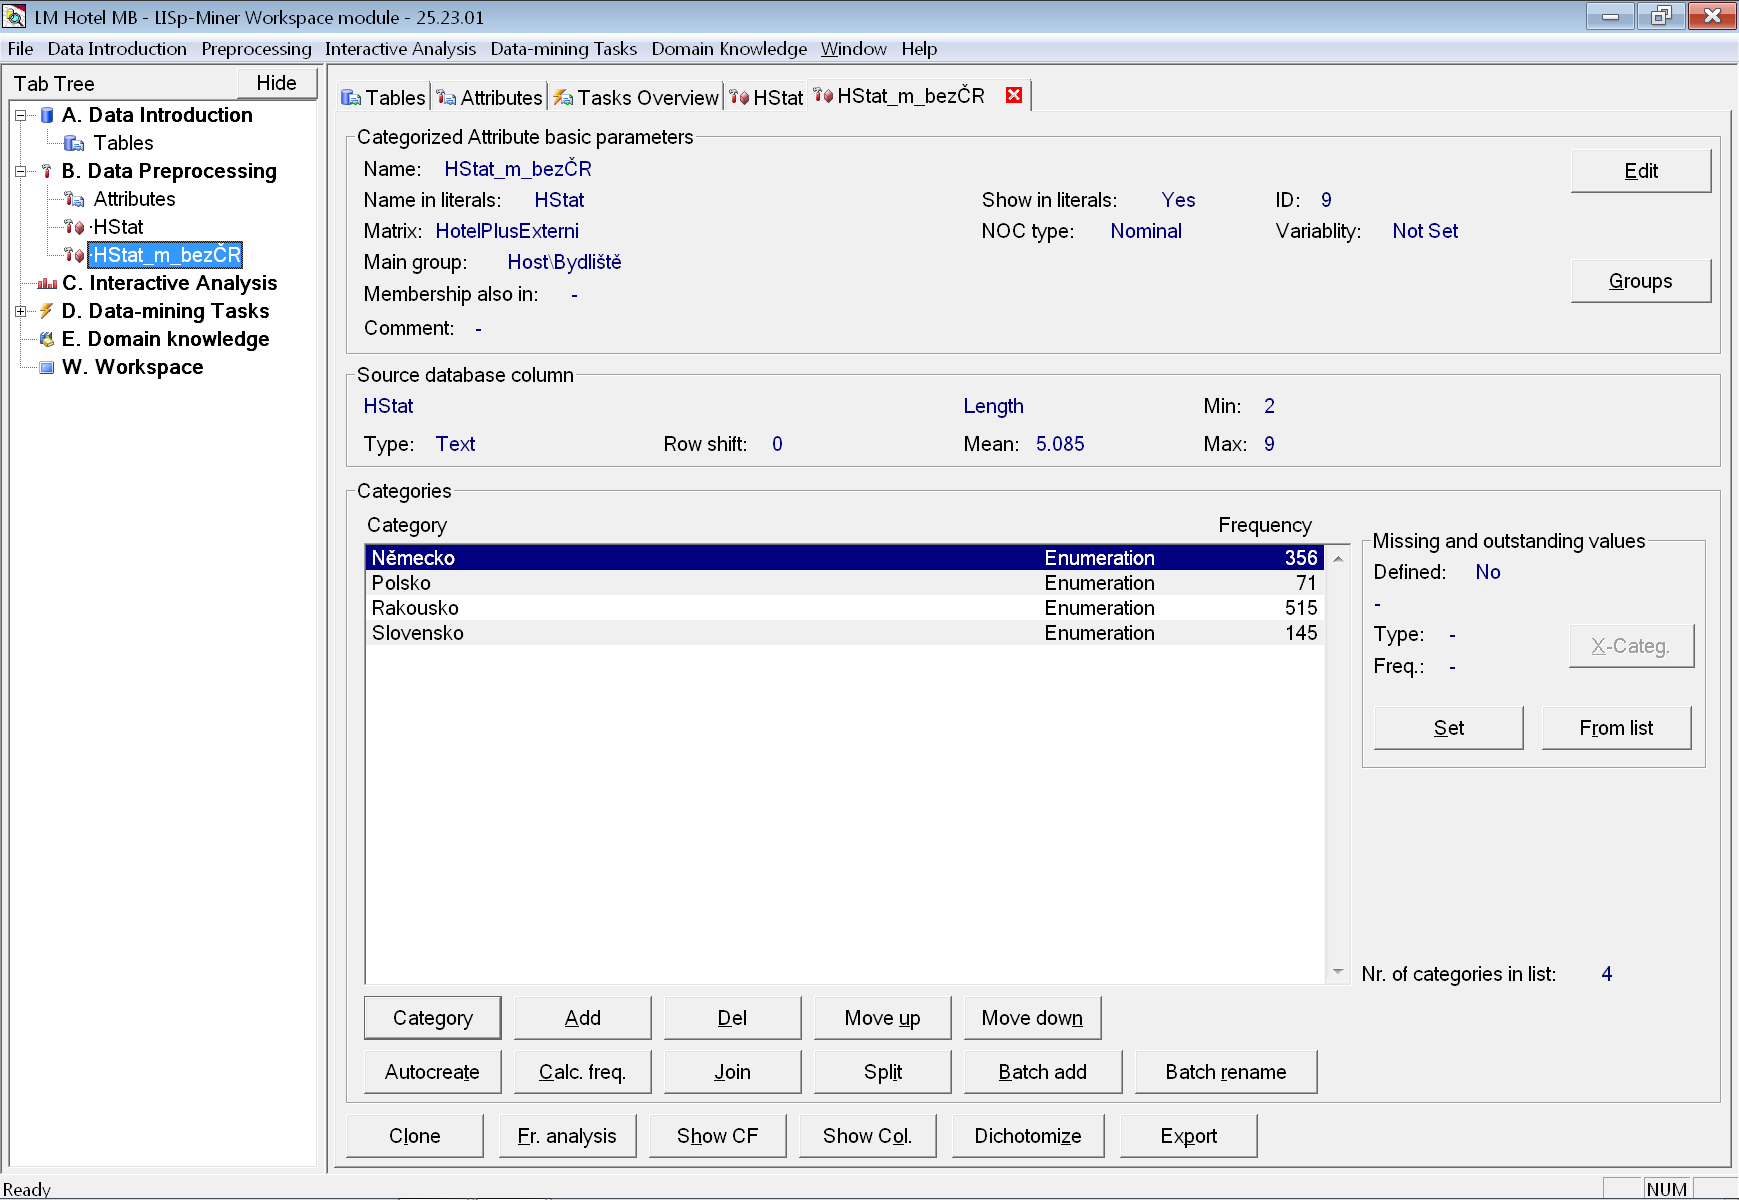 LM Hotel MB - LISp-Miner Workspace module - 25.23.01
File Data Introduction Preprocessing Interactive Analysis Data-mining Tasks Domain Knowledge Window Help
Tab Tree Hide
A. Data Introduction
Tables
B. Data Preprocessing
Attributes
·HStat
·HStat_m_bezČR
C. Interactive Analysis
D. Data-mining Tasks
E. Domain knowledge
W. Workspace
Tables Attributes Tasks Overview HStat HStat_m_bezČR
Categorized Attribute basic parameters
Name: HStat_m_bezČR Edit
Name in literals: HStat Show in literals: Yes ID: 9
Matrix: HotelPlusExterni NOC type: Nominal Variablity: Not Set
Main group: Host\Bydliště
Groups
Membership also in: -
Comment: -
Source database column
HStat Length Min: 2
Type: Text Row shift: 0 Mean: 5.085 Max: 9
Categories
Category Frequency
Německo Enumeration 356
Polsko Enumeration 71
Rakousko Enumeration 515
Slovensko Enumeration 145
Missing and outstanding values
Defined: No
-
Type: -
X-Categ.
Freq.: -
Set From list
Nr. of categories in list: 4
Category Add Del Move up Move down
Autocreate Calc. freq. Join Split Batch add Batch rename
Clone Fr. analysis Show CF Show Col. Dichotomize Export
Ready NUM